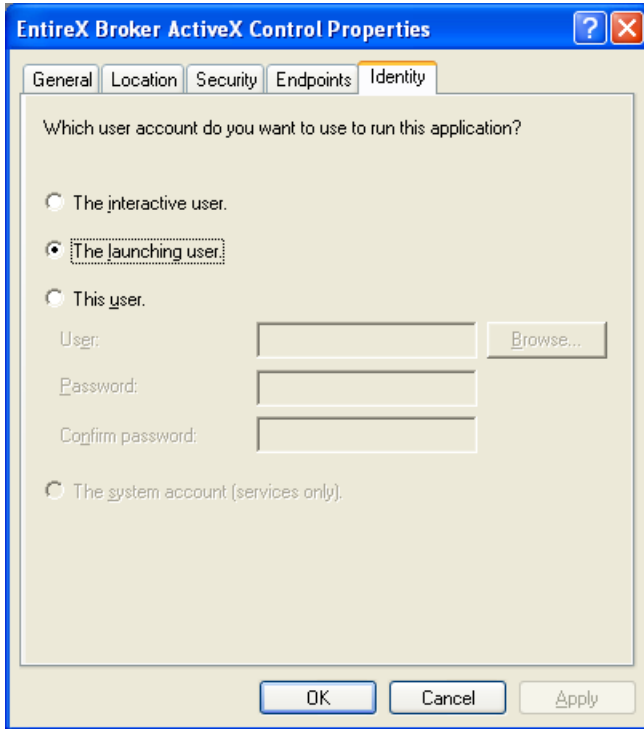 EntireX Broker ActiveX Control Properties
General Location Security Endpoints Identity
Which user account do you want to use to run this application?
The interactive user.
The launching user.
This user.
User: Browse...
Password:
Confirm password:
The system account (services only).
OK Cancel Apply